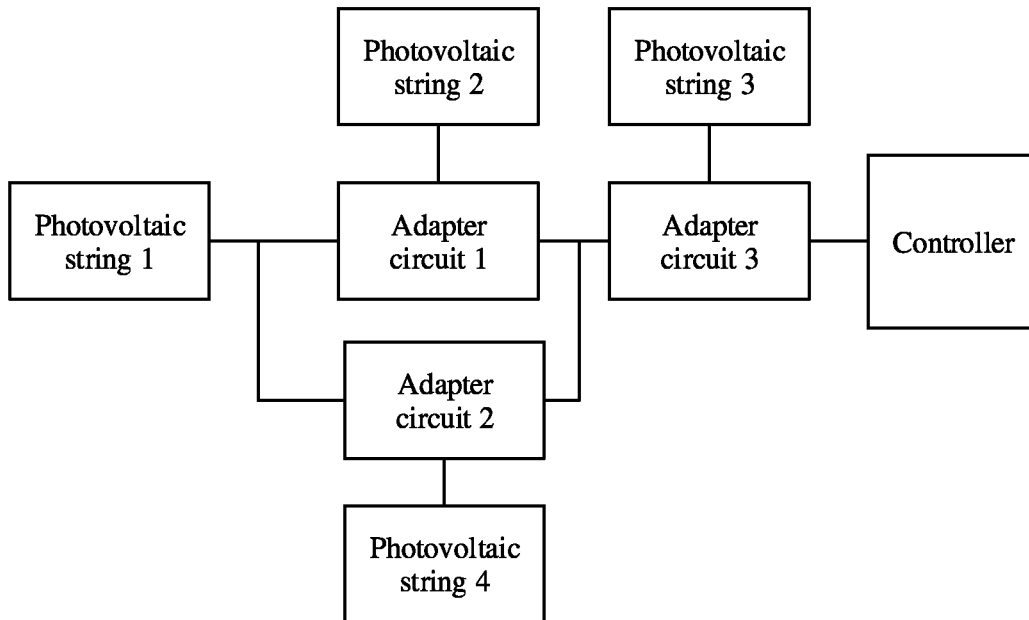 Photovoltaic
string 2
Photovoltaic
string 3
Photovoltaic
string 1
Adapter
circuit 1
Adapter
circuit 3
Controller
Adapter
circuit 2
Photovoltaic
string 4